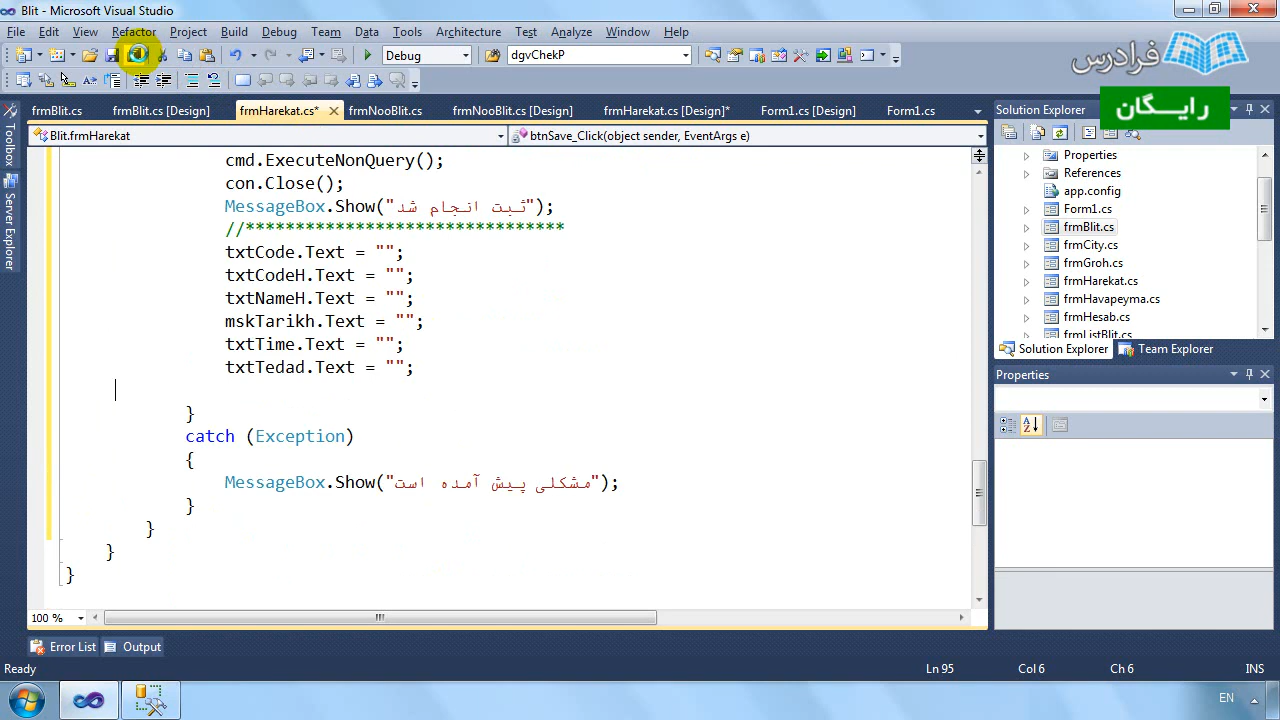 Blit - Microsoft Visual Studio
File Edit View Refactor Project Build Debug Team Data Tools Architecture Test Analyze Window Help
Debug dgvChekP
فرادرس
رایـــگان
frmBlit.cs frmBlit.cs [Design] frmHarekat.cs* frmNooBlit.cs frmNooBlit.cs [Design] frmHarekat.cs [Design]* Form1.cs [Design] Form1.cs
Blit.frmHarekat btnSave_Click(object sender, EventArgs e)
Toolbox
Server Explorer
cmd.ExecuteNonQuery();
con.Close();
MessageBox.Show("ثبت انجام شد");
//********************************
txtCode.Text = "";
txtCodeH.Text = "";
txtNameH.Text = "";
mskTarikh.Text = "";
txtTime.Text = "";
txtTedad.Text = "";
}
catch (Exception)
{
MessageBox.Show("مشکلی پیش آمده است");
}
}
}
}
100 %
Solution Explorer
Properties
References
app.config
Form1.cs
frmBlit.cs
frmCity.cs
frmGroh.cs
frmHarekat.cs
frmHavapeyma.cs
frmHesab.cs
frmListBlit.cs
Solution Explorer Team Explorer
Properties
Error List Output
Ready Ln 95 Col 6 Ch 6 INS
EN